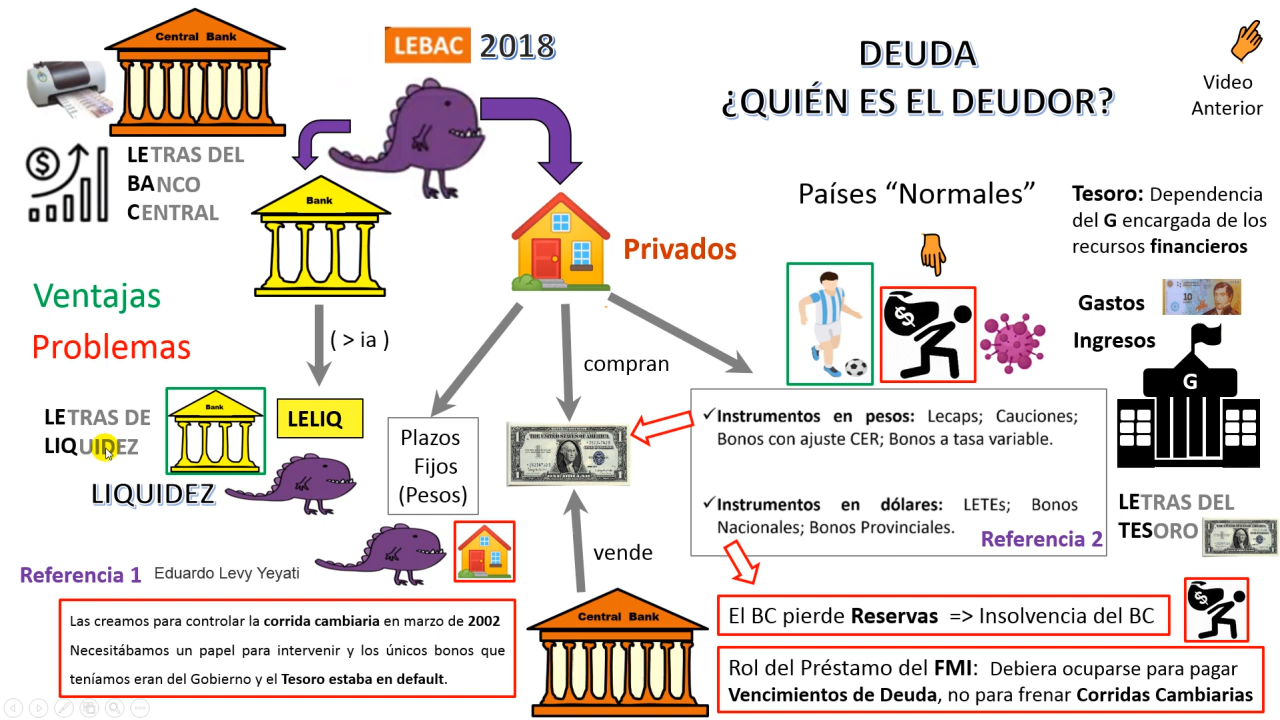 Central Bank
LEBAC 2018
DEUDA
¿QUIÉN ES EL DEUDOR?
Video
Anterior
LETRAS DEL
BANCO
CENTRAL
Bank
Privados
Países “Normales”
Tesoro: Dependencia
del G encargada de los
recursos financieros
Gastos
Ingresos
G
Ventajas
Problemas
( > ia )
compran
LETRAS DE
LIQUIDEZ
Bank
LELIQ
LIQUIDEZ
Plazos
Fijos
(Pesos)
✓Instrumentos en pesos: Lecaps; Cauciones;
Bonos con ajuste CER; Bonos a tasa variable.
✓Instrumentos en dólares: LETEs; Bonos
Nacionales; Bonos Provinciales.
Referencia 2
LETRAS DEL
TESORO
vende
Referencia 1 Eduardo Levy Yeyati
Las creamos para controlar la corrida cambiaria en marzo de 2002
Necesitábamos un papel para intervenir y los únicos bonos que
teníamos eran del Gobierno y el Tesoro estaba en default.
Central Bank
El BC pierde Reservas => Insolvencia del BC
Rol del Préstamo del FMI: Debiera ocuparse para pagar
Vencimientos de Deuda, no para frenar Corridas Cambiarias